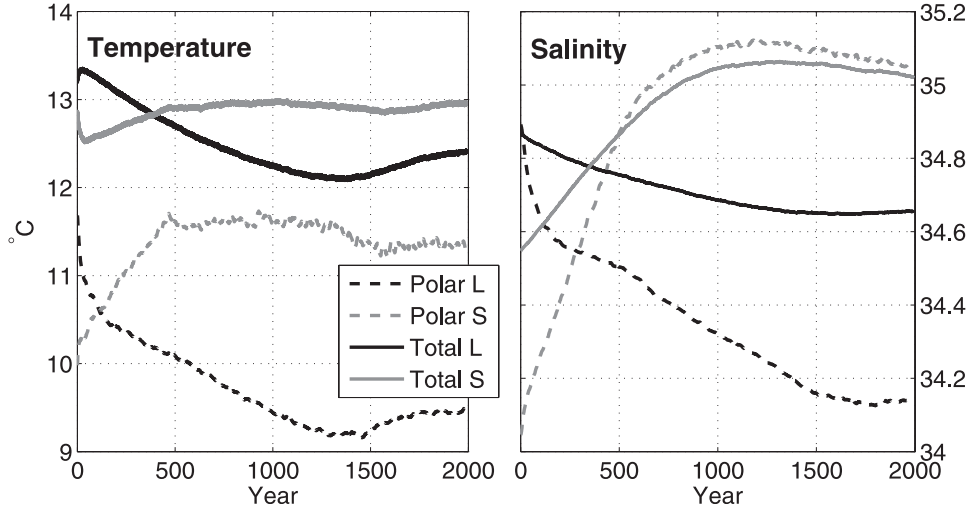 Temperature
14
13
12
11
10
9
°C
0
500
1000
1500
2000
Year
Polar L
Polar S
Total L
Total S
Salinity
35.2
35
34.8
34.6
34.4
34.2
34
0
500
1000
1500
2000
Year